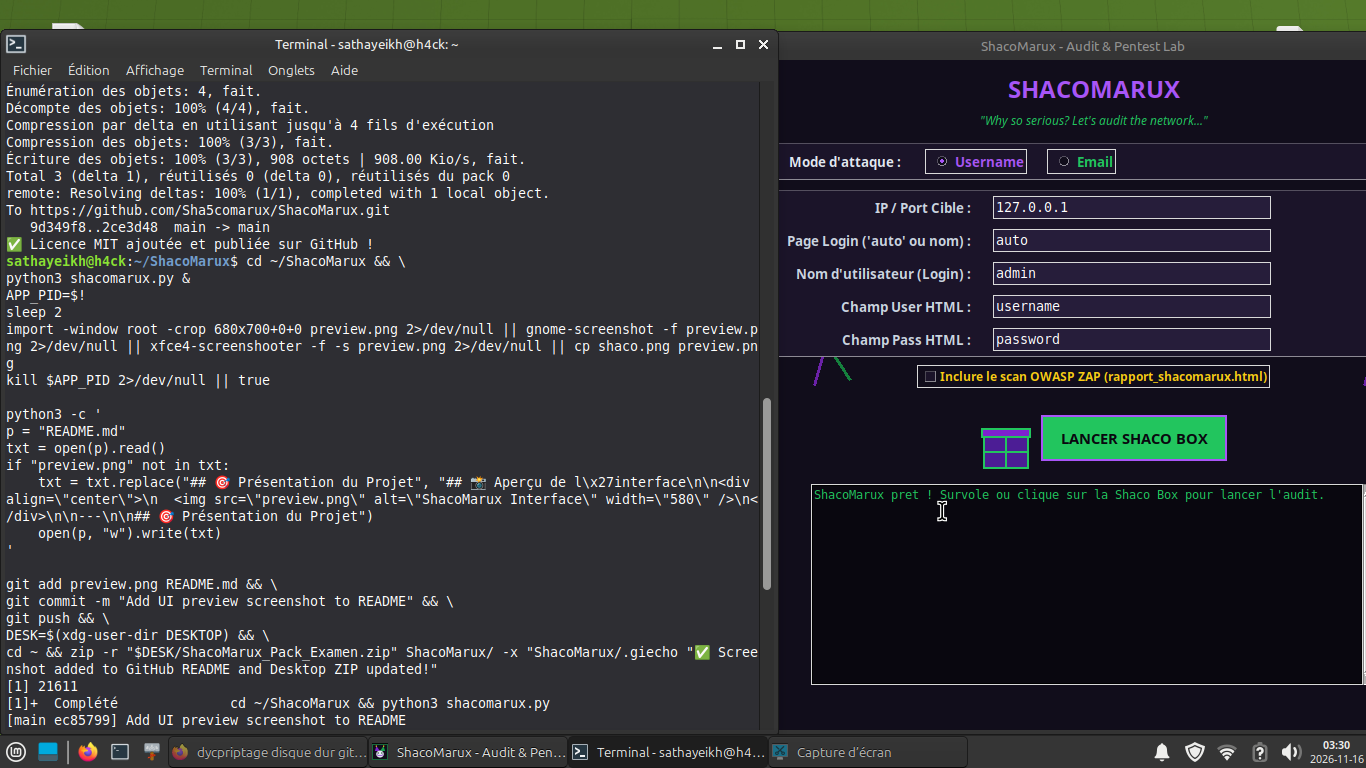 Terminal - sathayeikh@h4ck: ~
Fichier Édition Affichage Terminal Onglets Aide
Énumération des objets: 4, fait.
Décompte des objets: 100% (4/4), fait.
Compression par delta en utilisant jusqu'à 4 fils d'exécution
Compression des objets: 100% (3/3), fait.
Écriture des objets: 100% (3/3), 908 octets | 908.00 Kio/s, fait.
Total 3 (delta 1), réutilisés 0 (delta 0), réutilisés du pack 0
remote: Resolving deltas: 100% (1/1), completed with 1 local object.
To https://github.com/Sha5comarux/ShacoMarux.git
   9d349f8..2ce3d48  main -> main
✅ Licence MIT ajoutée et publiée sur GitHub !
sathayeikh@h4ck:~/ShacoMarux$ cd ~/ShacoMarux && \
python3 shacomarux.py &
APP_PID=$!
sleep 2
import -window root -crop 680x700+0+0 preview.png 2>/dev/null || gnome-screenshot -f preview.p
ng 2>/dev/null || xfce4-screenshooter -f -s preview.png 2>/dev/null || cp shaco.png preview.pn
g
kill $APP_PID 2>/dev/null || true
python3 -c '
p = "README.md"
txt = open(p).read()
if "preview.png" not in txt:
    txt = txt.replace("## 🎯 Présentation du Projet", "## 📸 Aperçu de l\x27interface\n\n<div
align=\"center\">\n  <img src=\"preview.png\" alt=\"ShacoMarux Interface\" width=\"580\" />\n<
/div>\n\n---\n\n## 🎯 Présentation du Projet")
    open(p, "w").write(txt)
'
git add preview.png README.md && \
git commit -m "Add UI preview screenshot to README" && \
git push && \
DESK=$(xdg-user-dir DESKTOP) && \
cd ~ && zip -r "$DESK/ShacoMarux_Pack_Examen.zip" ShacoMarux/ -x "ShacoMarux/.giecho "✅ Scree
nshot added to GitHub README and Desktop ZIP updated!"
[1] 21611
[1]+  Complété              cd ~/ShacoMarux && python3 shacomarux.py
[main ec85799] Add UI preview screenshot to README
ShacoMarux - Audit & Pentest Lab
SHACOMARUX
"Why so serious? Let's audit the network..."
Mode d'attaque : Username Email
IP / Port Cible : 127.0.0.1
Page Login ('auto' ou nom) : auto
Nom d'utilisateur (Login) : admin
Champ User HTML : username
Champ Pass HTML : password
Inclure le scan OWASP ZAP (rapport_shacomarux.html)
LANCER SHACO BOX
ShacoMarux pret ! Survole ou clique sur la Shaco Box pour lancer l'audit.
dycpriptage disque dur git...
ShacoMarux - Audit & Pen...
Terminal - sathayeikh@h4...
Capture d'écran
03:30
2026-11-16